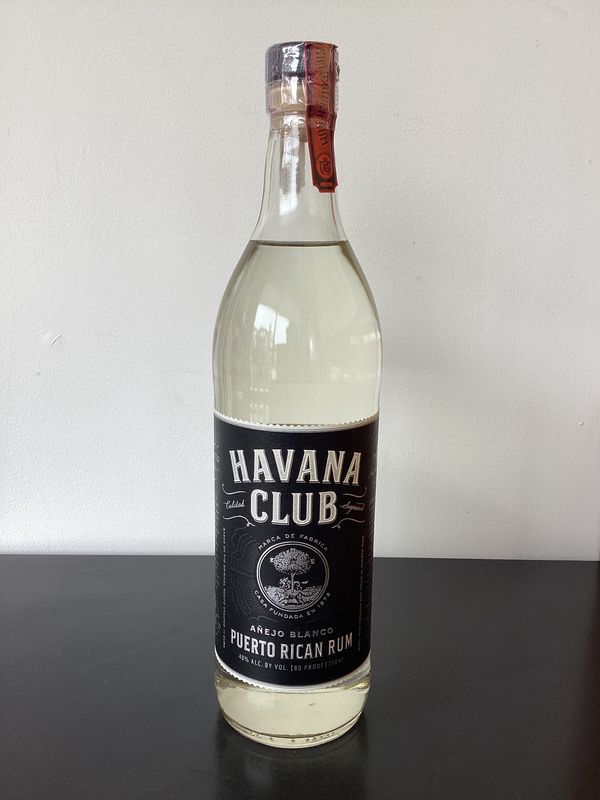 HAVANA
CLUB
Calidad
MARCA DE FABRICA
CASA FUNDADA EN 1878
AÑEJO BLANCO
PUERTO RICAN RUM
40% ALC. BY VOL. [80 PROOF] 750ML